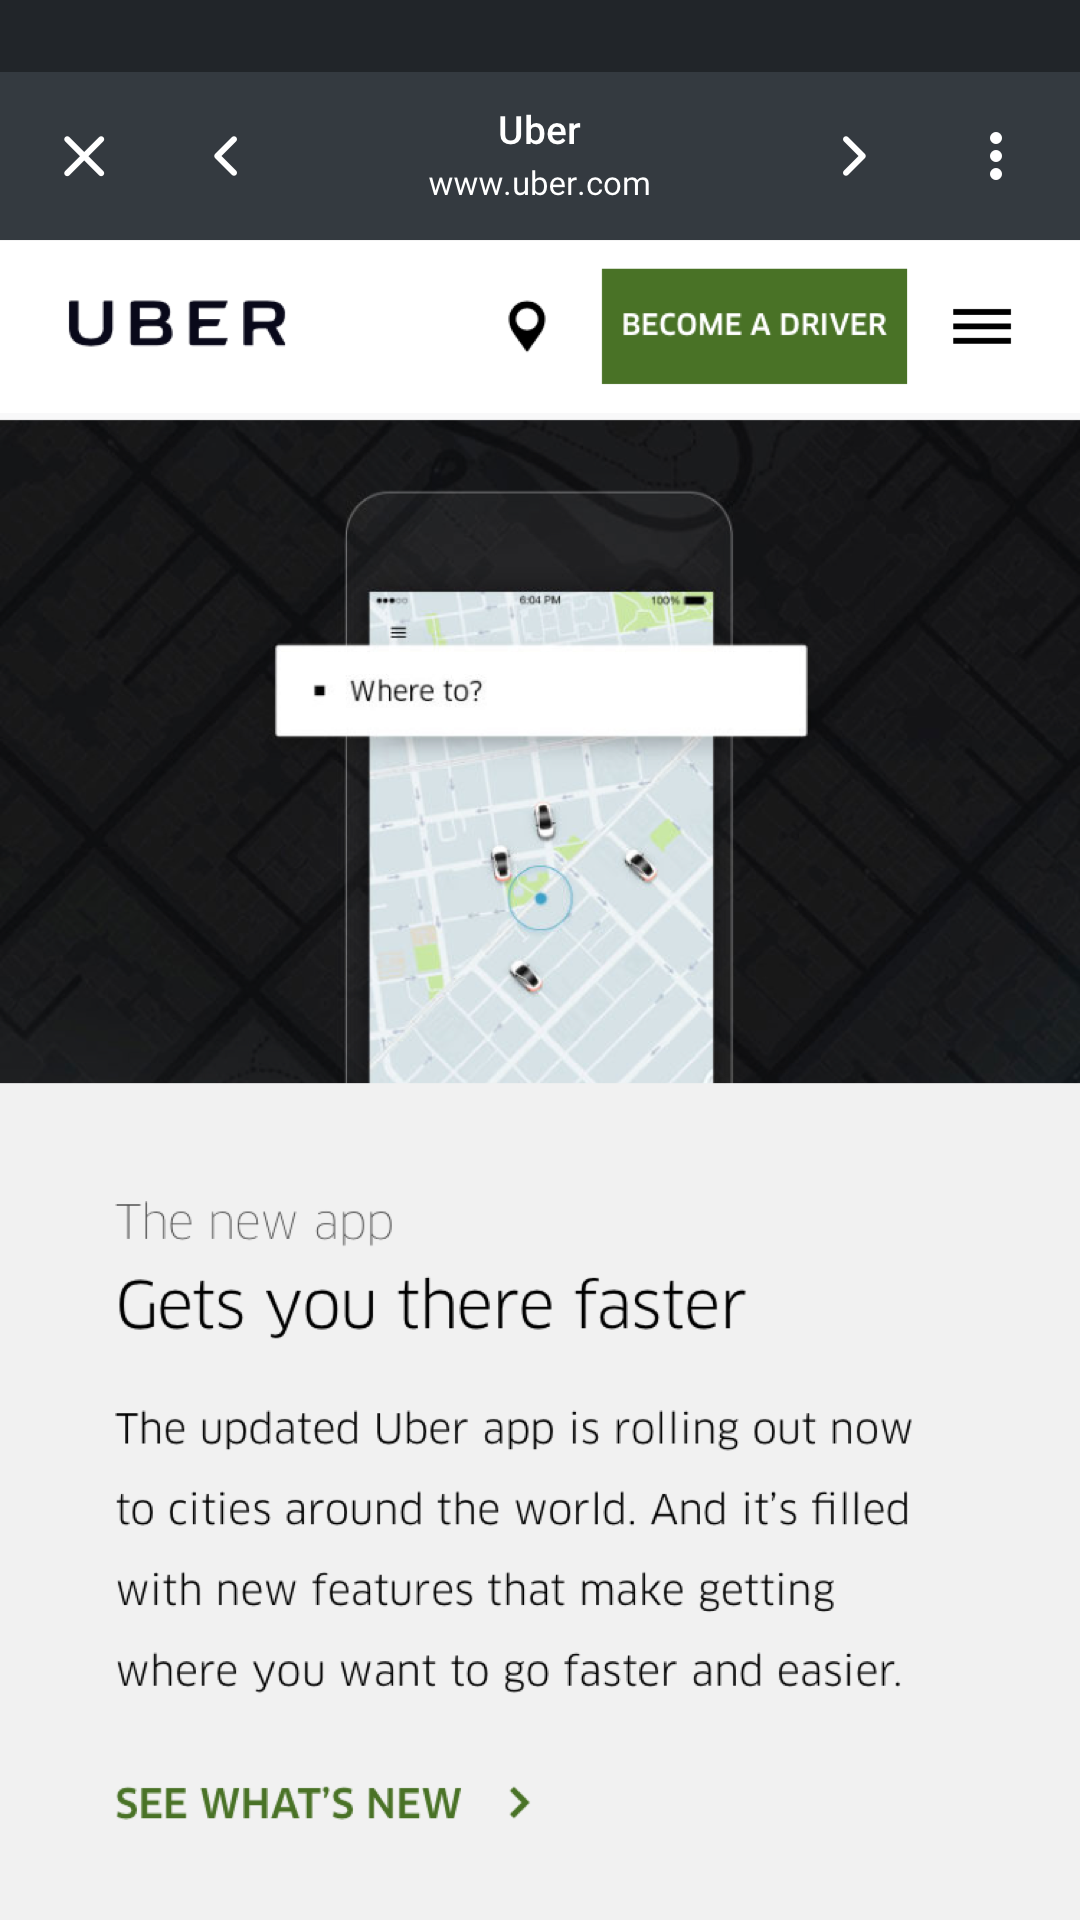 Uber
www.uber.com
UBER
BECOME A DRIVER
6:04 PM
100%
Where to?
The new app
Gets you there faster
The updated Uber app is rolling out now
to cities around the world. And it’s filled
with new features that make getting
where you want to go faster and easier.
SEE WHAT’S NEW